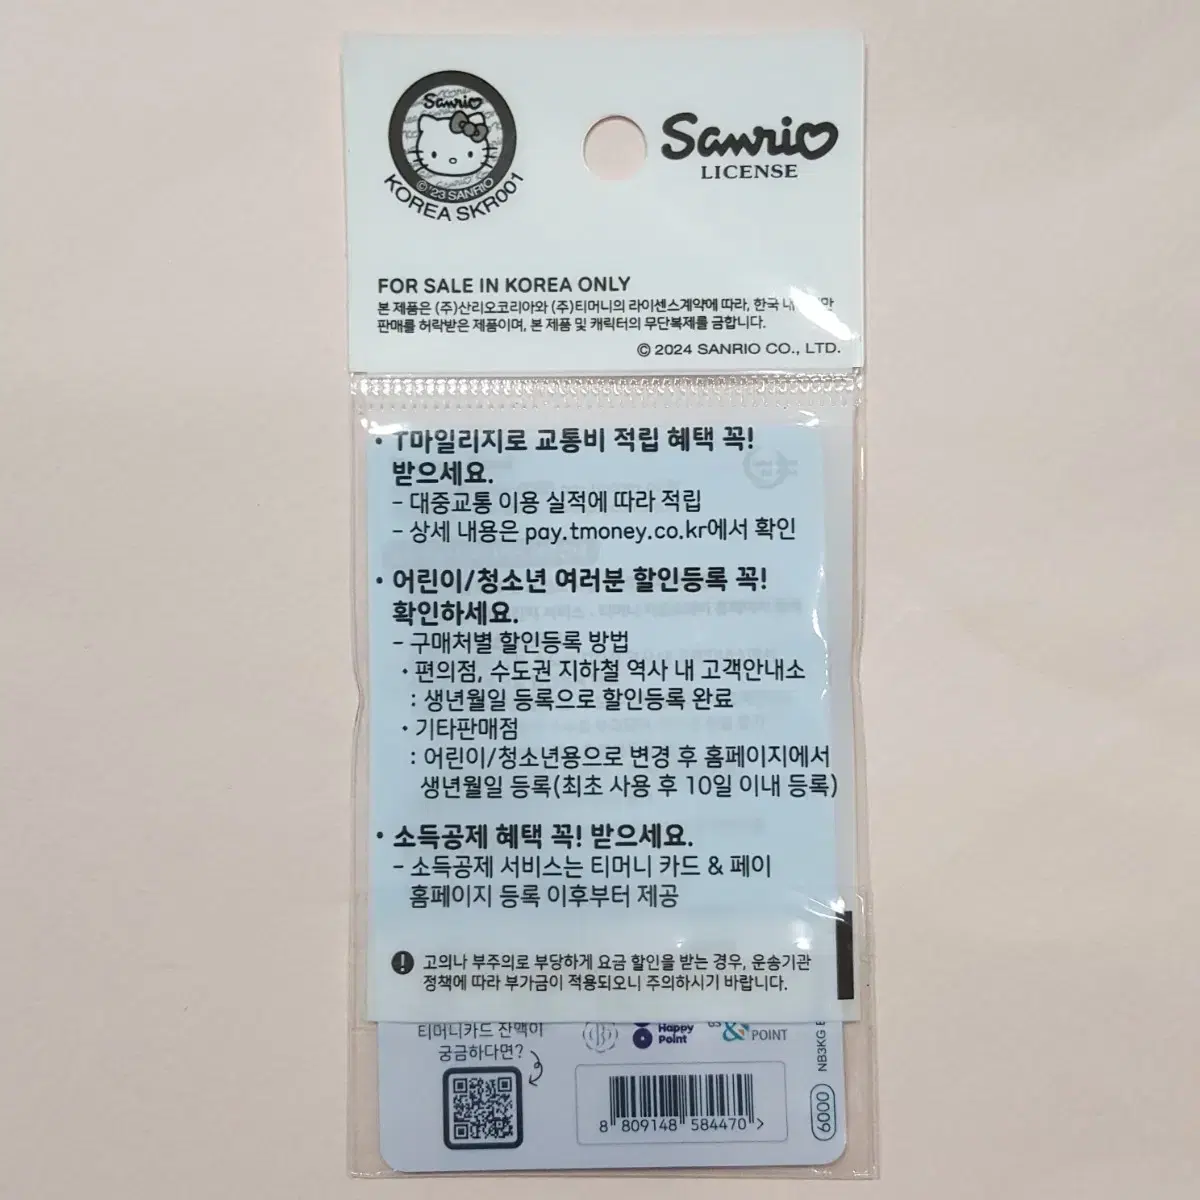 Sanrio
© '23 SANRIO
KOREA SKR001
Sanrio
LICENSE
FOR SALE IN KOREA ONLY
본 제품은 (주)산리오코리아와 (주)티머니의 라이센스계약에 따라, 한국 내
판매를 허락받은 제품이며, 본 제품 및 캐릭터의 무단복제를 금합니다.
© 2024 SANRIO CO., LTD.
• T마일리지로 교통비 적립 혜택 꼭!
받으세요.
- 대중교통 이용 실적에 따라 적립
- 상세 내용은 pay.tmoney.co.kr에서 확인
• 어린이/청소년 여러분 할인등록 꼭!
확인하세요.
- 구매처별 할인등록 방법
· 편의점, 수도권 지하철 역사 내 고객안내소
: 생년월일 등록으로 할인등록 완료
· 기타판매점
: 어린이/청소년용으로 변경 후 홈페이지에서
생년월일 등록(최초 사용 후 10일 이내 등록)
• 소득공제 혜택 꼭! 받으세요.
- 소득공제 서비스는 티머니 카드 & 페이
홈페이지 등록 이후부터 제공
! 고의나 부주의로 부당하게 요금 할인을 받는 경우, 운송기관
정책에 따라 부가금이 적용되오니 주의하시기 바랍니다.
티머니카드 잔액이
궁금하다면?
Happy
Point
GS
&
POINT
8 809148 584470 >
6000
NB3KG